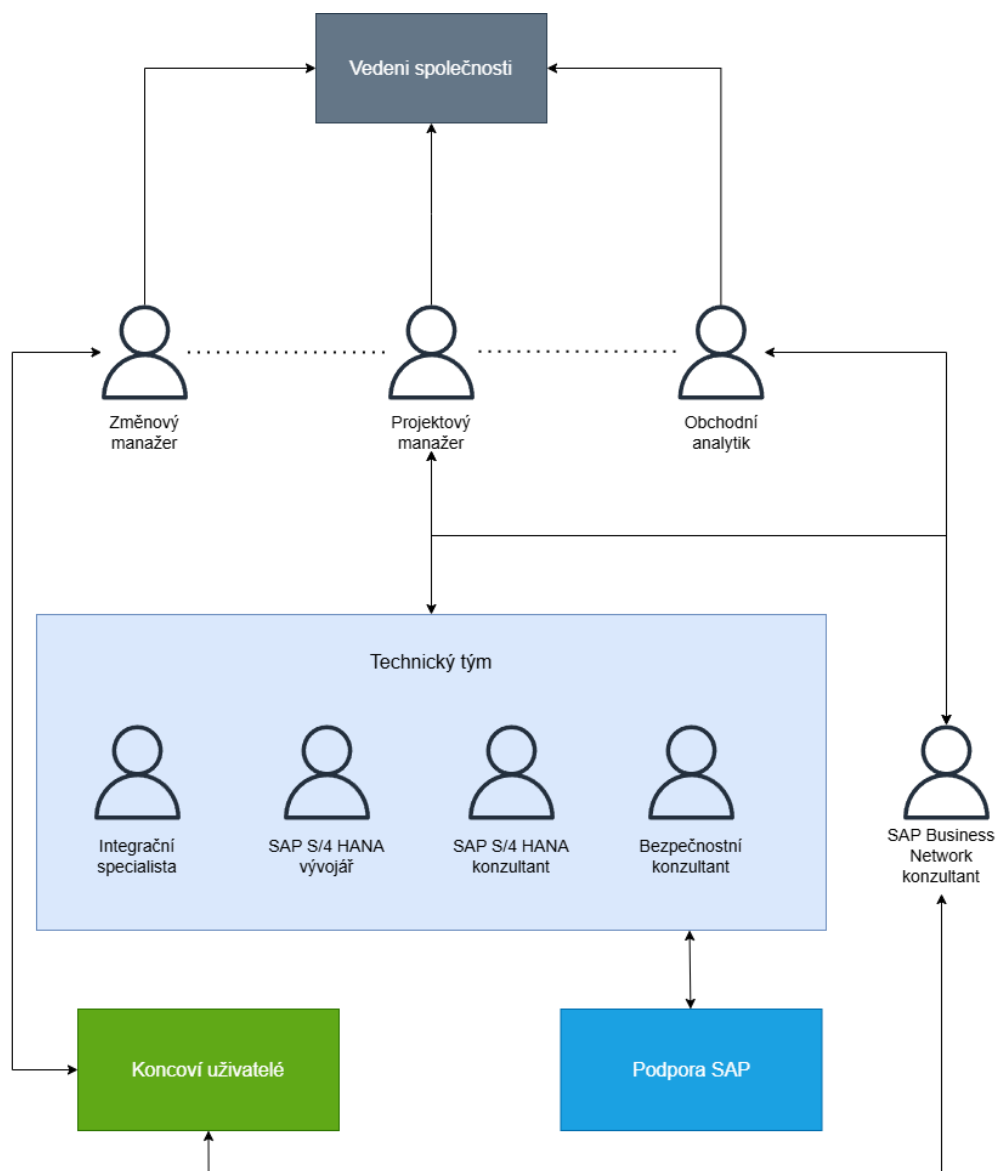 Vedeni společnosti
Změnový
manažer
Projektový
manažer
Obchodní
analytik
Technický tým
Integrační
specialista
SAP S/4 HANA
vývojář
SAP S/4 HANA
konzultant
Bezpečnostní
konzultant
SAP Business
Network
konzultant
Koncoví uživatelé
Podpora SAP